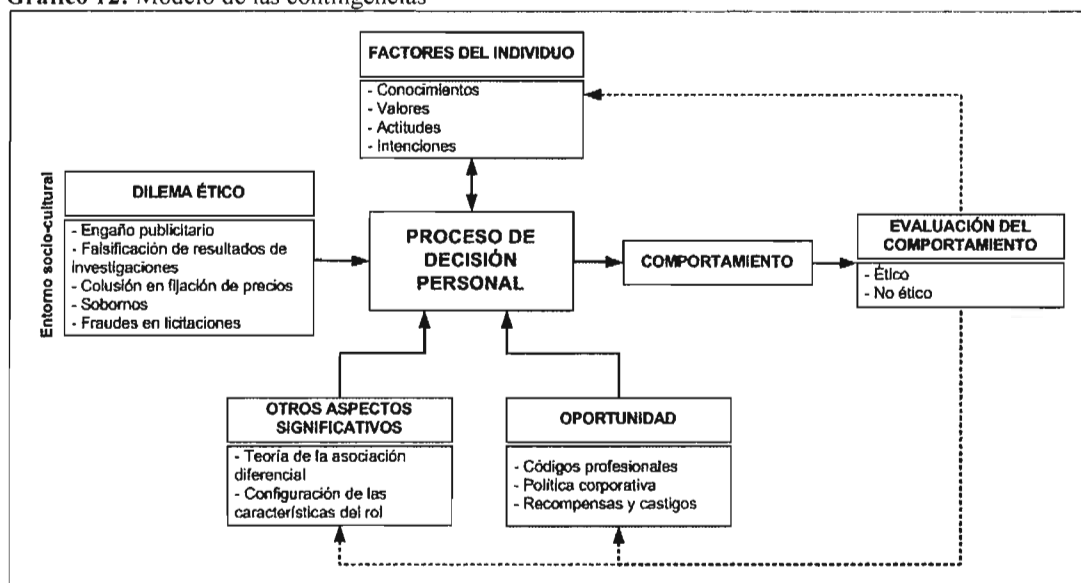 Gráfico 12: Modelo de las contingencias
FACTORES DEL INDIVIDUO
- Conocimientos
- Valores
- Actitudes
- Intenciones
Entorno socio-cultural
DILEMA ÉTICO
- Engaño publicitario
- Falsificación de resultados de
investigaciones
- Colusión en fijación de precios
- Sobornos
- Fraudes en licitaciones
PROCESO DE
DECISIÓN
PERSONAL
COMPORTAMIENTO
EVALUACIÓN DEL
COMPORTAMIENTO
- Ético
- No ético
OTROS ASPECTOS
SIGNIFICATIVOS
- Teoría de la asociación
diferencial
- Configuración de las
características del rol
OPORTUNIDAD
- Códigos profesionales
- Política corporativa
- Recompensas y castigos